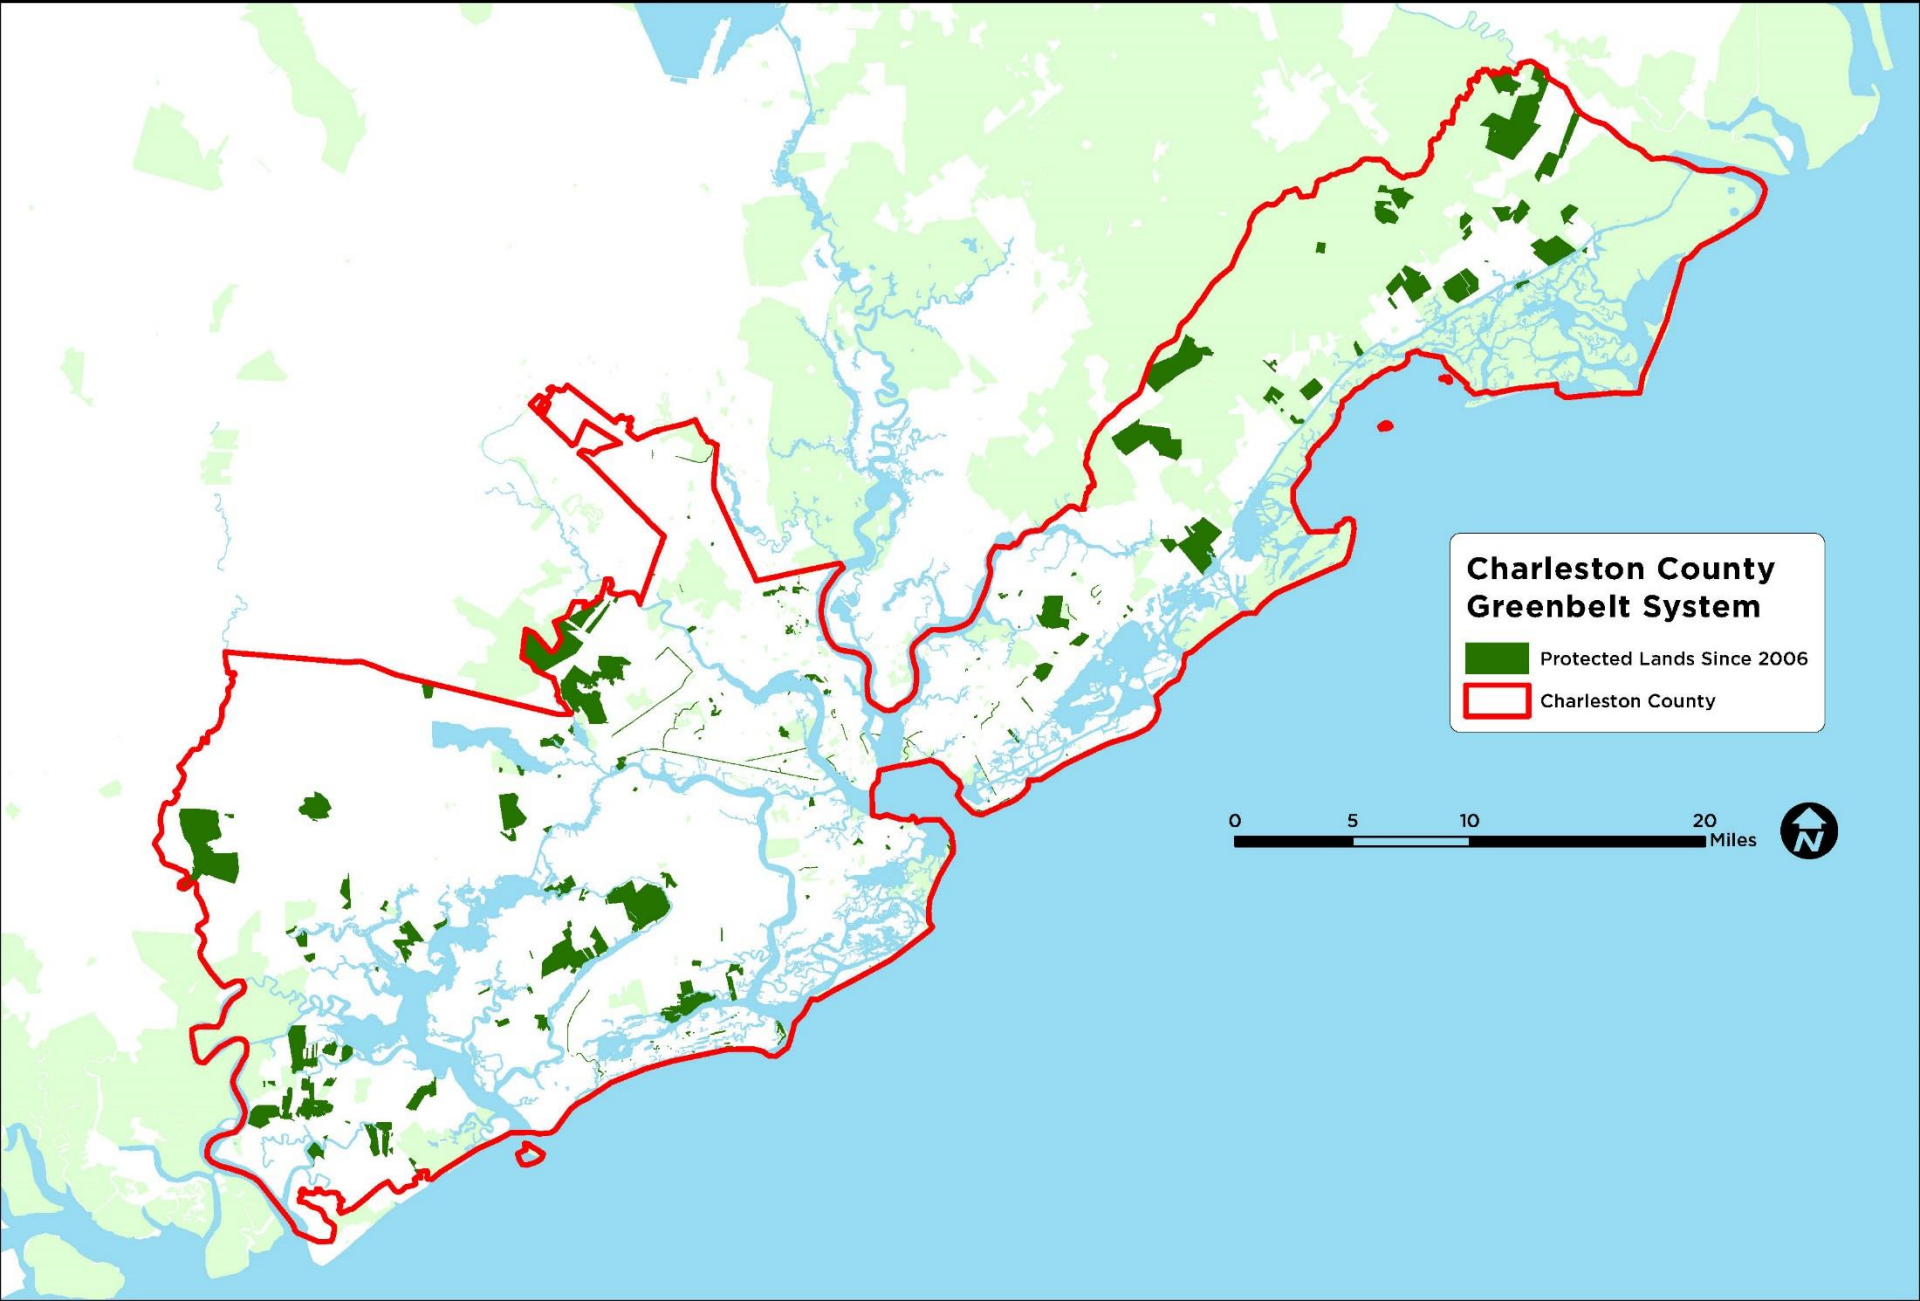 Charleston County
Greenbelt System
Protected Lands Since 2006
Charleston County
0 5 10 20
Miles
N